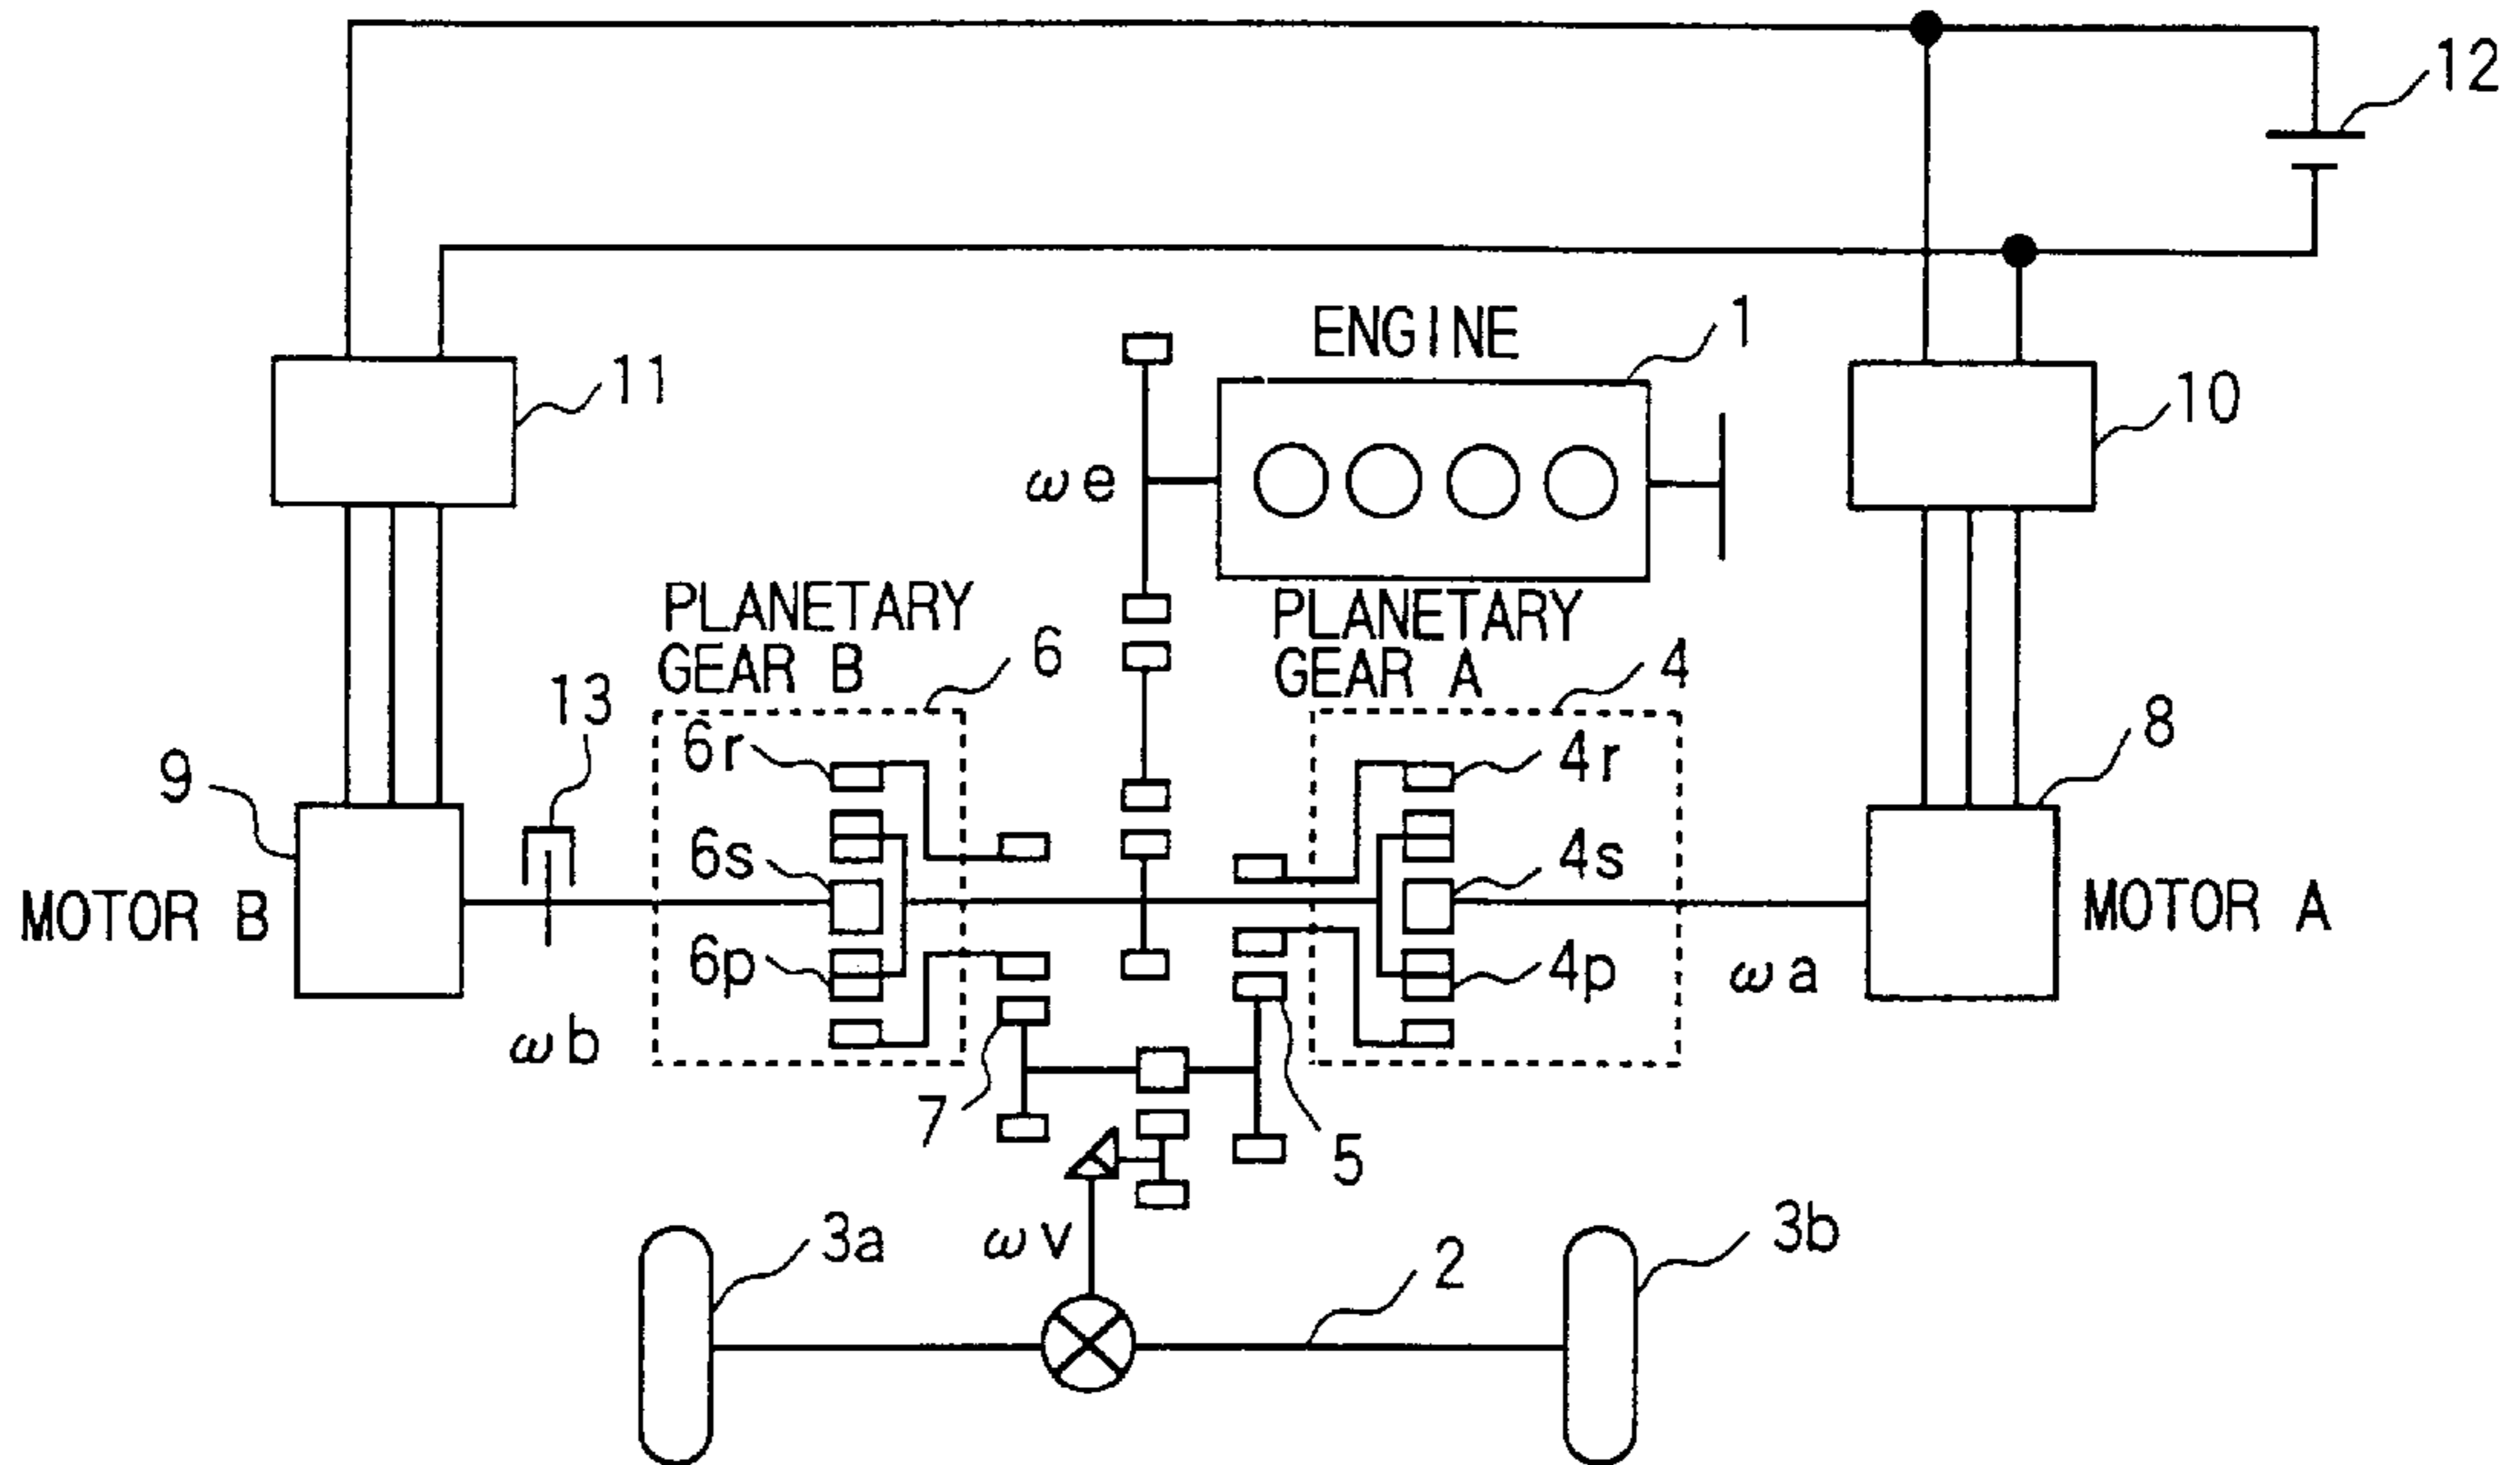 12
ENGINE
1
11
10
ωe
PLANETARY
GEAR B
6
PLANETARY
GEAR A
4
13
8
9
6r
4r
6s
4s
MOTOR B
MOTOR A
6p
4p
ωa
ωb
7
5
3a
ωv
2
3b